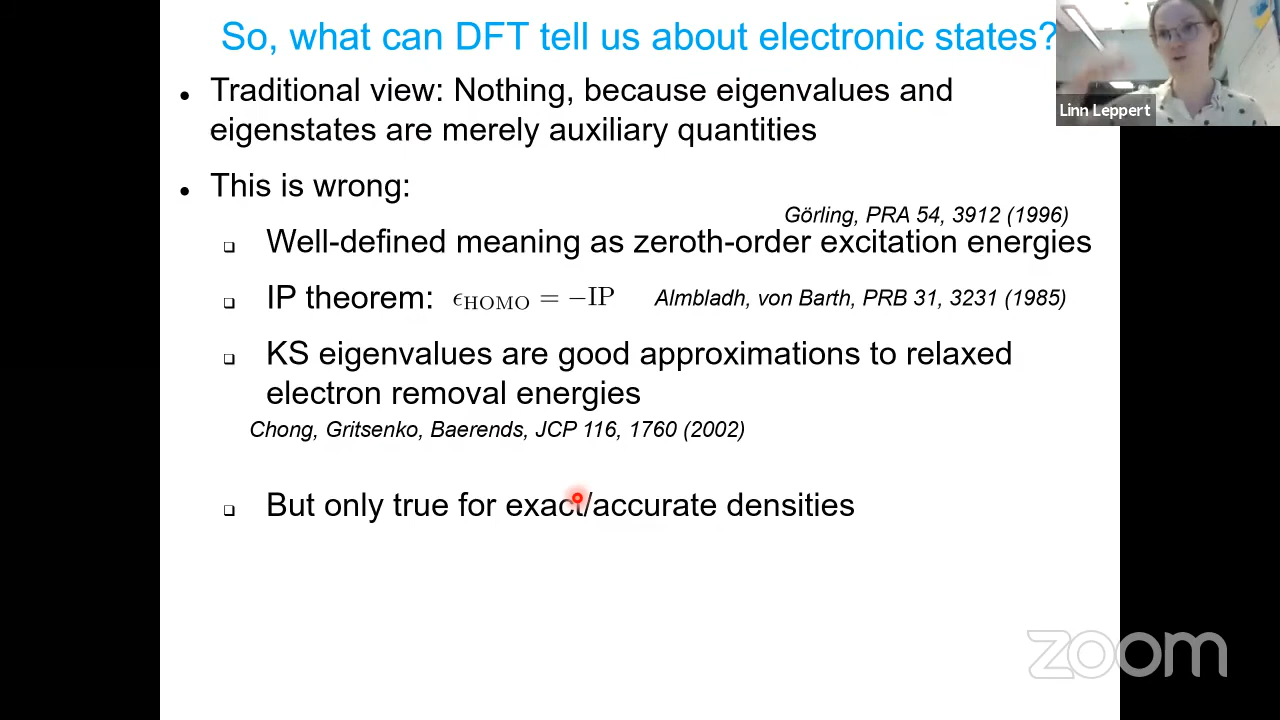 So, what can DFT tell us about electronic states?
Linn Leppert
• Traditional view: Nothing, because eigenvalues and
eigenstates are merely auxiliary quantities
• This is wrong:
Görling, PRA 54, 3912 (1996)
❑ Well-defined meaning as zeroth-order excitation energies
❑ IP theorem: ϵ_HOMO = −IP Almbladh, von Barth, PRB 31, 3231 (1985)
❑ KS eigenvalues are good approximations to relaxed
electron removal energies
Chong, Gritsenko, Baerends, JCP 116, 1760 (2002)
❑ But only true for exact/accurate densities
zoom